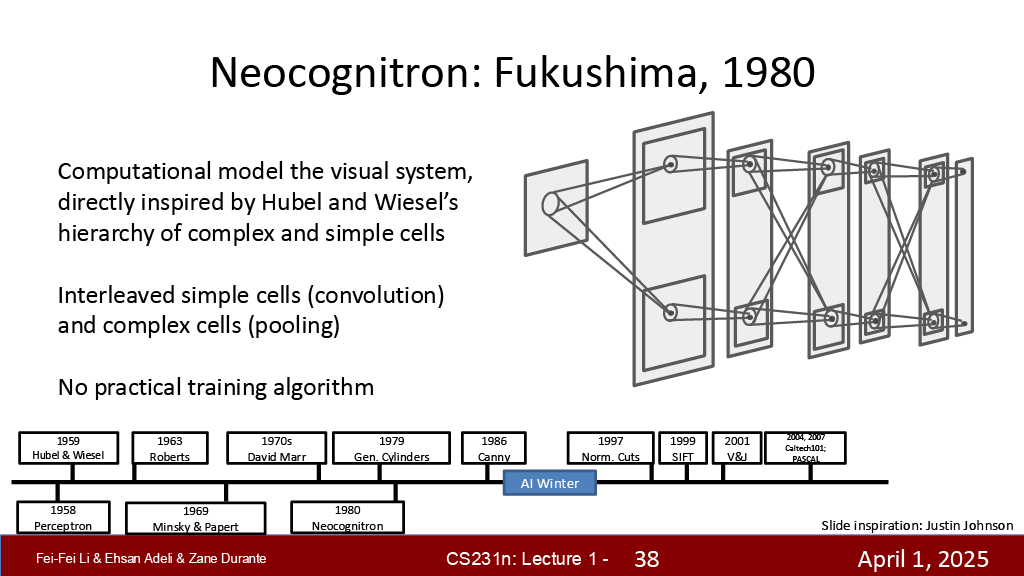 Neocognitron: Fukushima, 1980
Computational model the visual system,
directly inspired by Hubel and Wiesel’s
hierarchy of complex and simple cells
Interleaved simple cells (convolution)
and complex cells (pooling)
No practical training algorithm
1959
Hubel & Wiesel
1963
Roberts
1970s
David Marr
1979
Gen. Cylinders
1986
Canny
1997
Norm. Cuts
1999
SIFT
2001
V&J
2004, 2007
Caltech101;
PASCAL
AI Winter
1958
Perceptron
1969
Minsky & Papert
1980
Neocognitron
Slide inspiration: Justin Johnson
Fei-Fei Li & Ehsan Adeli & Zane Durante
CS231n: Lecture 1 - 38
April 1, 2025